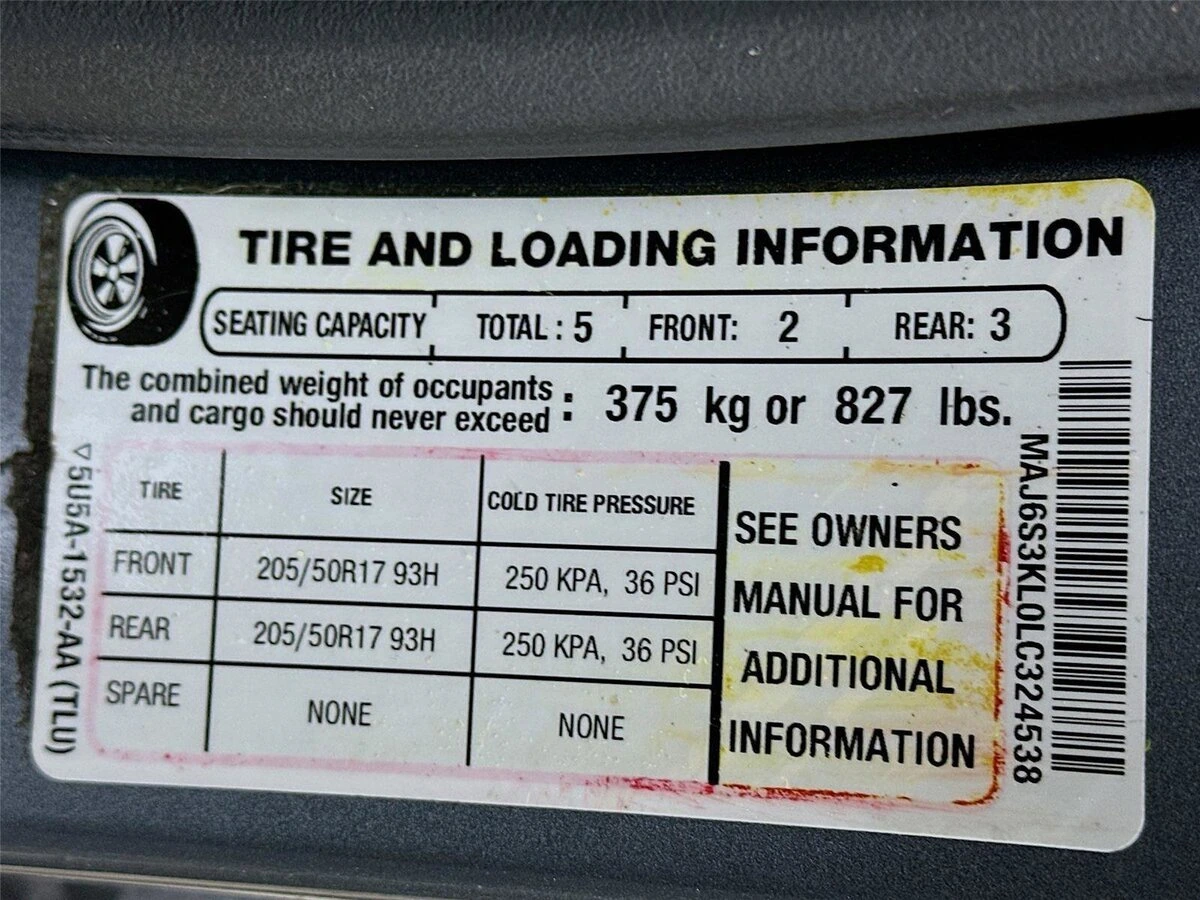 TIRE AND LOADING INFORMATION
SEATING CAPACITY TOTAL : 5 FRONT: 2 REAR: 3
The combined weight of occupants
and cargo should never exceed : 375 kg or 827 lbs.
TIRE SIZE COLD TIRE PRESSURE
FRONT 205/50R17 93H 250 KPA, 36 PSI
REAR 205/50R17 93H 250 KPA, 36 PSI
SPARE NONE NONE
SEE OWNERS
MANUAL FOR
ADDITIONAL
INFORMATION
5U5A-1532-AA (TLU)
MAJ6S3KL0LC324538